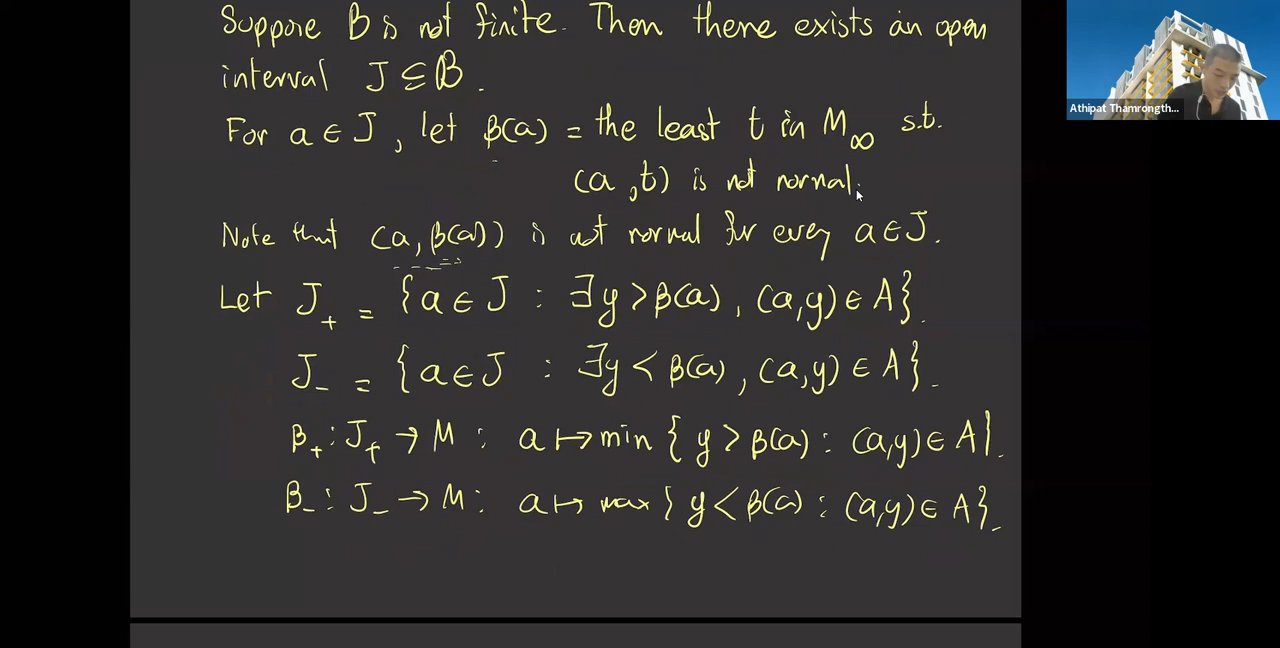 Suppose B is not finite. Then there exists an open
interval J ⊆ B.
For a ∈ J, let β(a) = the least t in M∞ s.t.
(a, t) is not normal.
Note that (a, β(a)) is not normal for every a ∈ J.
Let J₊ = {a ∈ J : ∃y > β(a), (a,y) ∈ A}.
J₋ = {a ∈ J : ∃y < β(a), (a,y) ∈ A}.
β₊ : J₊ → M : a ↦ min { y > β(a) : (a,y) ∈ A}.
β₋ : J₋ → M : a ↦ max { y < β(a) : (a,y) ∈ A}.
Athipat Thamrongth...